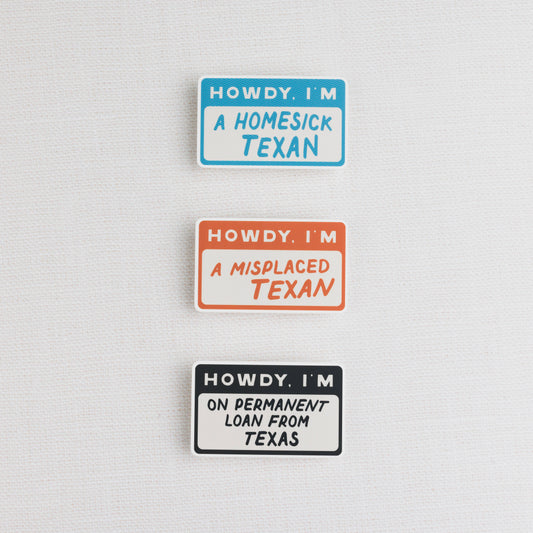 HOWDY, I'M
A HOMESICK
TEXAN
HOWDY, I'M
A MISPLACED
TEXAN
HOWDY, I'M
ON PERMANENT
LOAN FROM
TEXAS